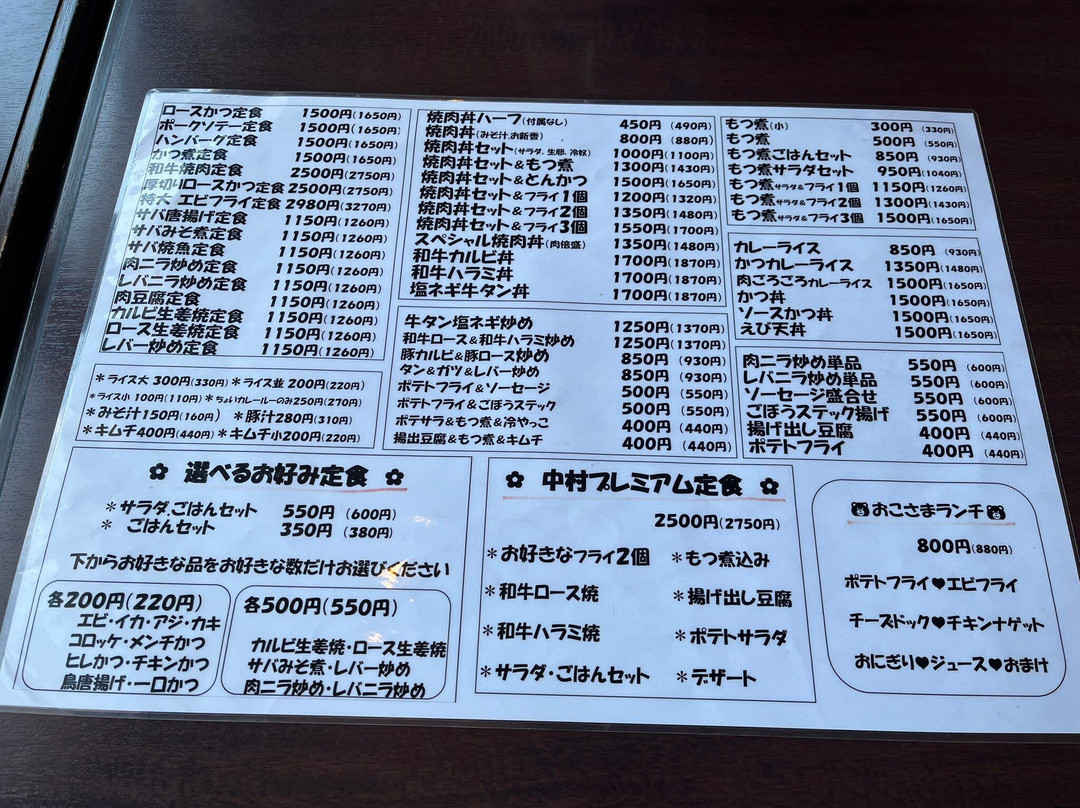 ロースかつ定食 1500円(1650円)
ポークソテー定食 1500円(1650円)
ハンバーグ定食 1500円(1650円)
かつ煮定食 1500円(1650円)
和牛焼肉定食 2500円(2750円)
厚切りロースかつ定食 2500円(2750円)
特大 エビフライ定食 2980円(3270円)
サバ唐揚げ定食 1150円(1260円)
サバみそ煮定食 1150円(1260円)
サバ焼魚定食 1150円(1260円)
肉ニラ炒め定食 1150円(1260円)
レバニラ炒め定食 1150円(1260円)
肉豆腐定食 1150円(1260円)
カルビ生姜焼定食 1150円(1260円)
ロース生姜焼定食 1150円(1260円)
レバー炒め定食 1150円(1260円)
＊ライス大 300円(330円) ＊ライス並 200円(220円)
＊ライス小 100円(110円) ＊ちょいカレールーのみ250円(270円)
＊みそ汁150円(160円) ＊豚汁280円(310円)
＊キムチ400円(440円) ＊キムチ小200円(220円)
焼肉丼ハーフ(付属なし) 450円(490円)
焼肉丼(みそ汁.お新香) 800円(880円)
焼肉丼セット(サラダ,生卵,冷奴) 1000円(1100円)
焼肉丼セット&もつ煮 1300円(1430円)
焼肉丼セット&とんかつ 1500円(1650円)
焼肉丼セット&フライ1個 1200円(1320円)
焼肉丼セット&フライ2個 1350円(1480円)
焼肉丼セット&フライ3個 1550円(1700円)
スペシャル焼肉丼(肉倍盛) 1350円(1480円)
和牛カルビ丼 1700円(1870円)
和牛ハラミ丼 1700円(1870円)
塩ネギ牛タン丼 1700円(1870円)
牛タン塩ネギ炒め 1250円(1370円)
和牛ロース&和牛ハラミ炒め 1250円(1370円)
豚カルビ&豚ロース炒め 850円(930円)
タン&ガツ&レバー炒め 850円(930円)
ポテトフライ&ソーセージ 500円(550円)
ポテトフライ&ごぼうステック 500円(550円)
ポテサラ&もつ煮&冷やっこ 400円(440円)
揚出豆腐&もつ煮&キムチ 400円(440円)
もつ煮(小) 300円(330円)
もつ煮 500円(550円)
もつ煮ごはんセット 850円(930円)
もつ煮サラダセット 950円(1040円)
もつ煮サラダ&フライ1個 1150円(1260円)
もつ煮サラダ&フライ2個 1300円(1430円)
もつ煮サラダ&フライ3個 1500円(1650円)
カレーライス 850円(930円)
かつカレーライス 1350円(1480円)
肉ごろごろカレーライス 1500円(1650円)
かつ丼 1500円(1650円)
ソースかつ丼 1500円(1650円)
えび天丼 1500円(1650円)
肉ニラ炒め単品 550円(600円)
レバニラ炒め単品 550円(600円)
ソーセージ盛合せ 550円(600円)
ごぼうステック揚げ 550円(600円)
揚げ出し豆腐 400円(440円)
ポテトフライ 400円(440円)
✿ 選べるお好み定食 ✿
＊サラダ.ごはんセット 550円(600円)
＊ ごはんセット 350円(380円)
下からお好きな品をお好きな数だけお選びください
各200円(220円)
エビ・イカ・アジ・カキ
コロッケ・メンチかつ
ヒレかつ・チキンかつ
鳥唐揚げ・一口かつ
各500円(550円)
カルビ生姜焼・ロース生姜焼
サバみそ煮・レバー炒め
肉ニラ炒め・レバニラ炒め
✿ 中村プレミアム定食 ✿
2500円(2750円)
＊お好きなフライ2個 ＊もつ煮込み
＊和牛ロース焼 ＊揚げ出し豆腐
＊和牛ハラミ焼 ＊ポテトサラダ
＊サラダ・ごはんセット ＊デザート
おこさまランチ
800円(880円)
ポテトフライ♥エビフライ
チーズドック♥チキンナゲット
おにぎり♥ジュース♥おまけ